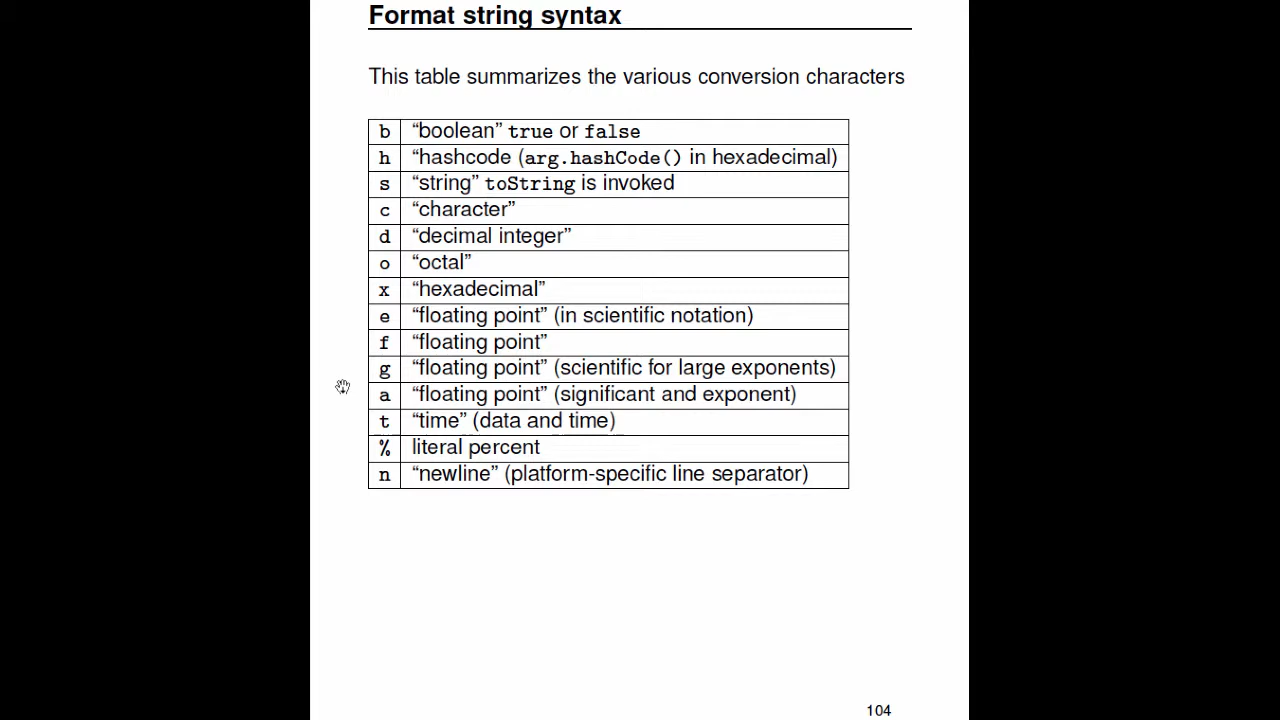 Format string syntax
This table summarizes the various conversion characters
b “boolean” true or false
h “hashcode (arg.hashCode() in hexadecimal)
s “string” toString is invoked
c “character”
d “decimal integer”
o “octal”
x “hexadecimal”
e “floating point” (in scientific notation)
f “floating point”
g “floating point” (scientific for large exponents)
a “floating point” (significant and exponent)
t “time” (data and time)
% literal percent
n “newline” (platform-specific line separator)
104